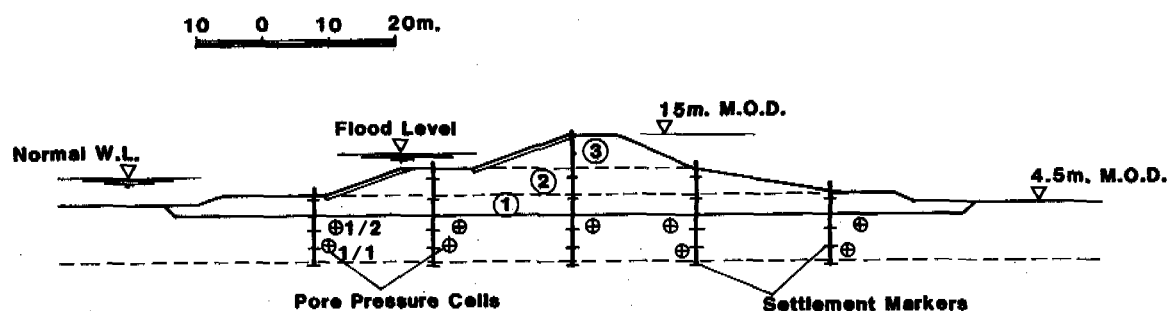 10 0 10 20m.
15m. M.O.D.
Flood Level
Normal W.L.
3
2
4.5m. M.O.D.
1
1/2
1/1
Pore Pressure Cells
Settlement Markers